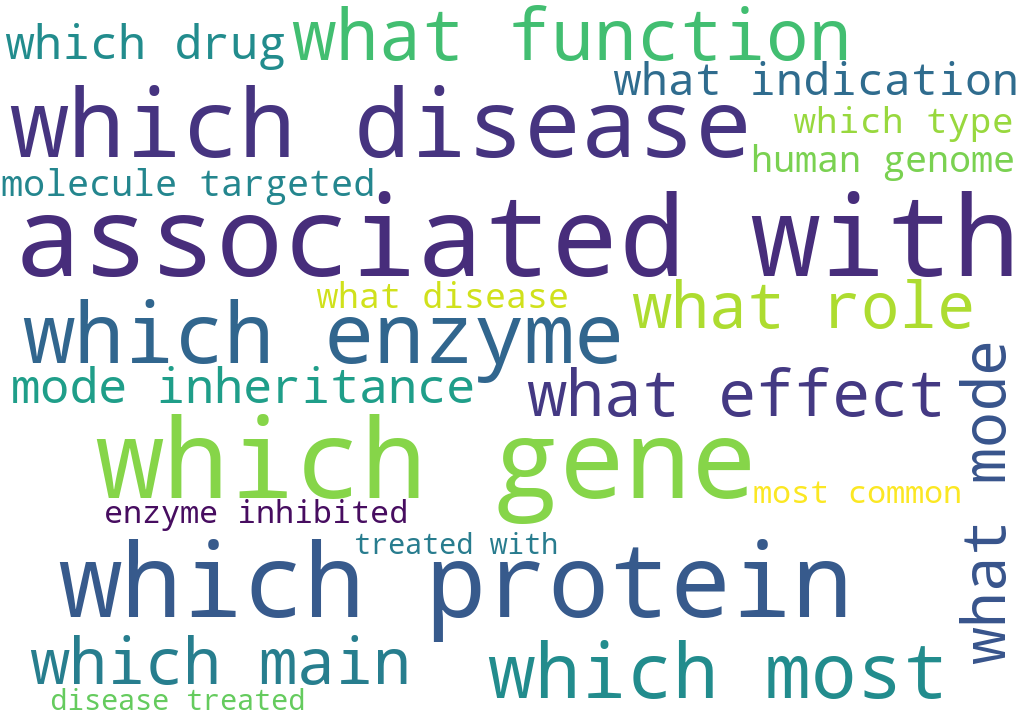 which drug
what function
what indication
which disease
which type
human genome
molecule targeted
associated with
what disease
what role
which enzyme
mode inheritance
what effect
what mode
which gene
most common
enzyme inhibited
treated with
which protein
which main
which most
disease treated